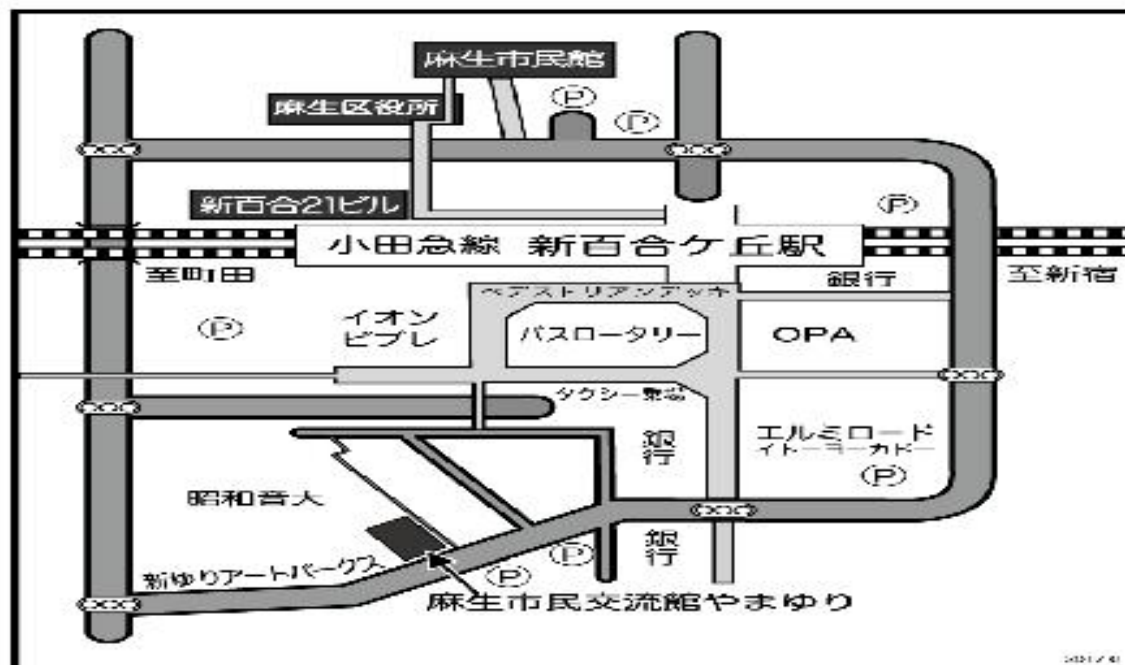 麻生市民館
麻生区役所
Ⓟ
Ⓟ
新百合21ビル
Ⓟ
小田急線 新百合ケ丘駅
至町田
銀行
至新宿
ペデストリアンデッキ
イオン
ビブレ
Ⓟ
バスロータリー
OPA
タクシー乗場
銀行
エルミロード
イトーヨーカドー
Ⓟ
昭和音大
銀行
Ⓟ
Ⓟ
新ゆりアートパークス
麻生市民交流館やまゆり